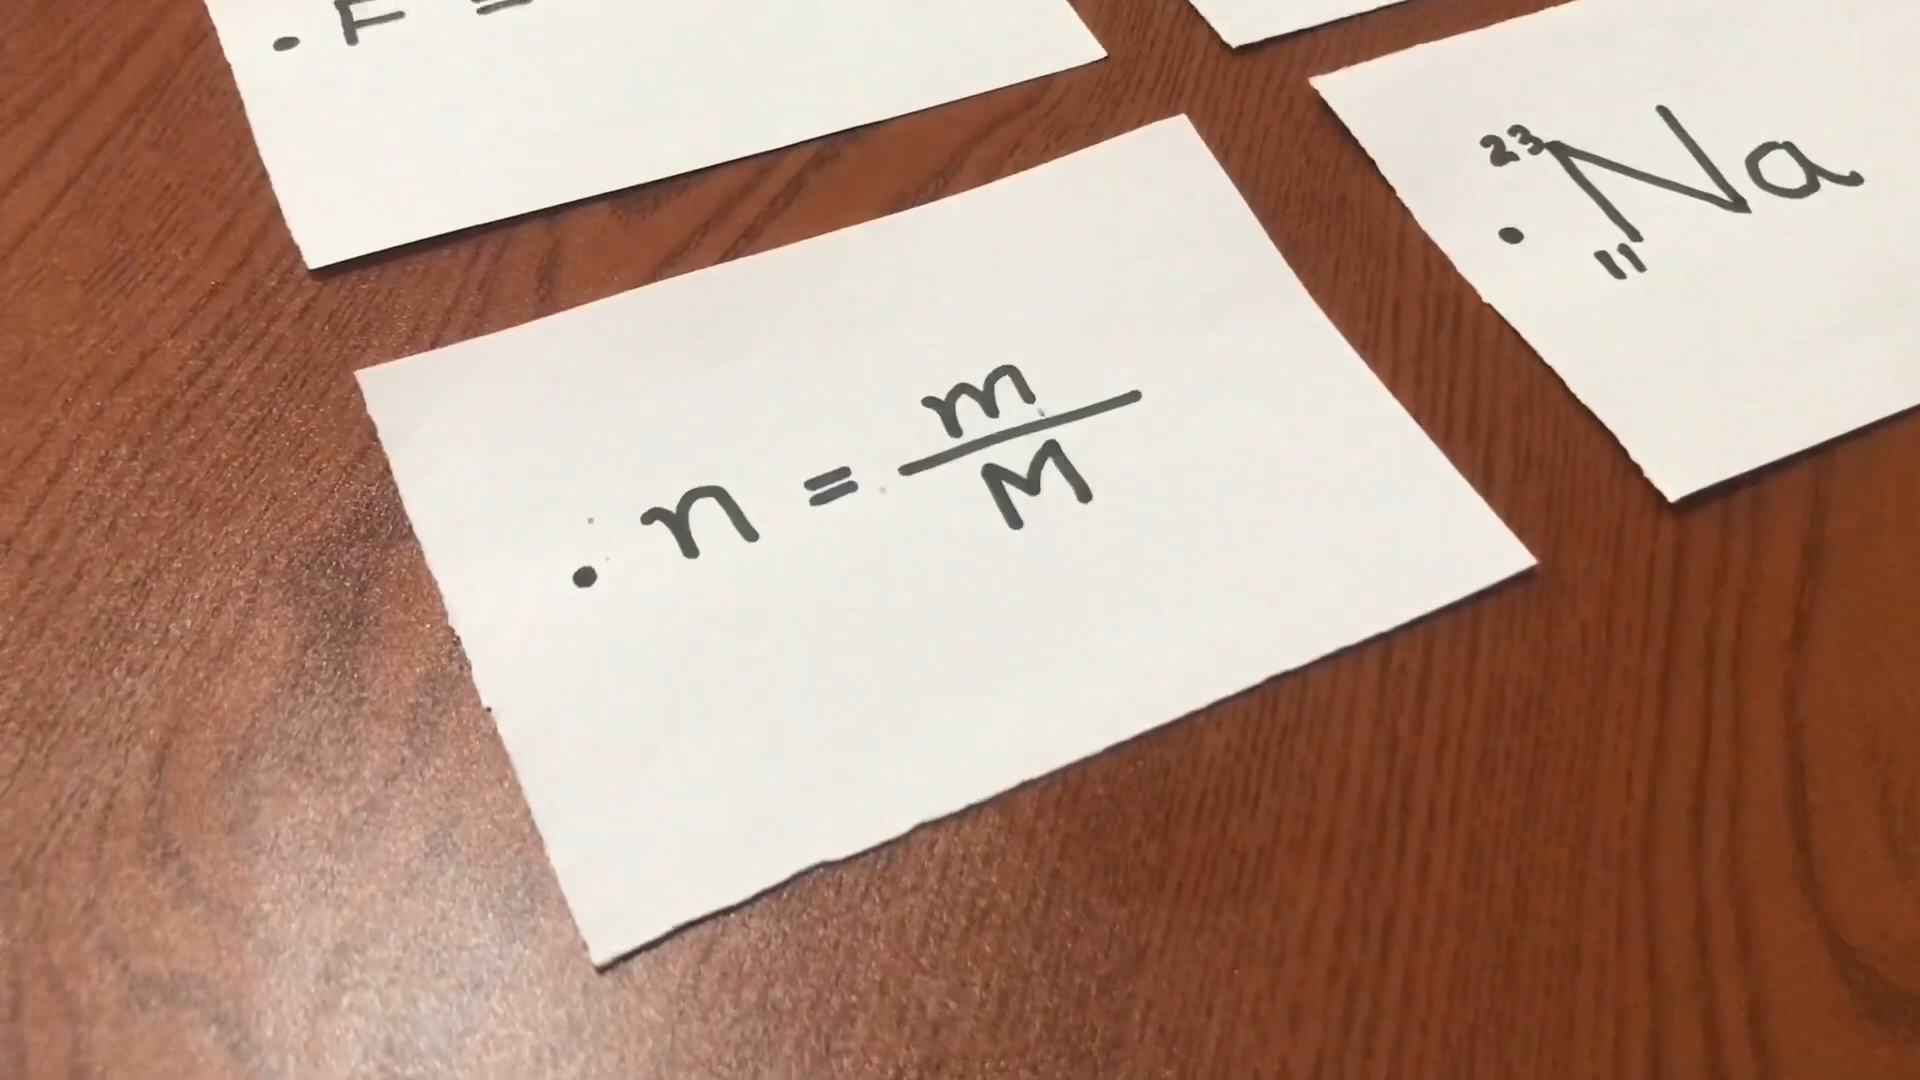 • F =
• n = m/M
• ²³₁₁Na